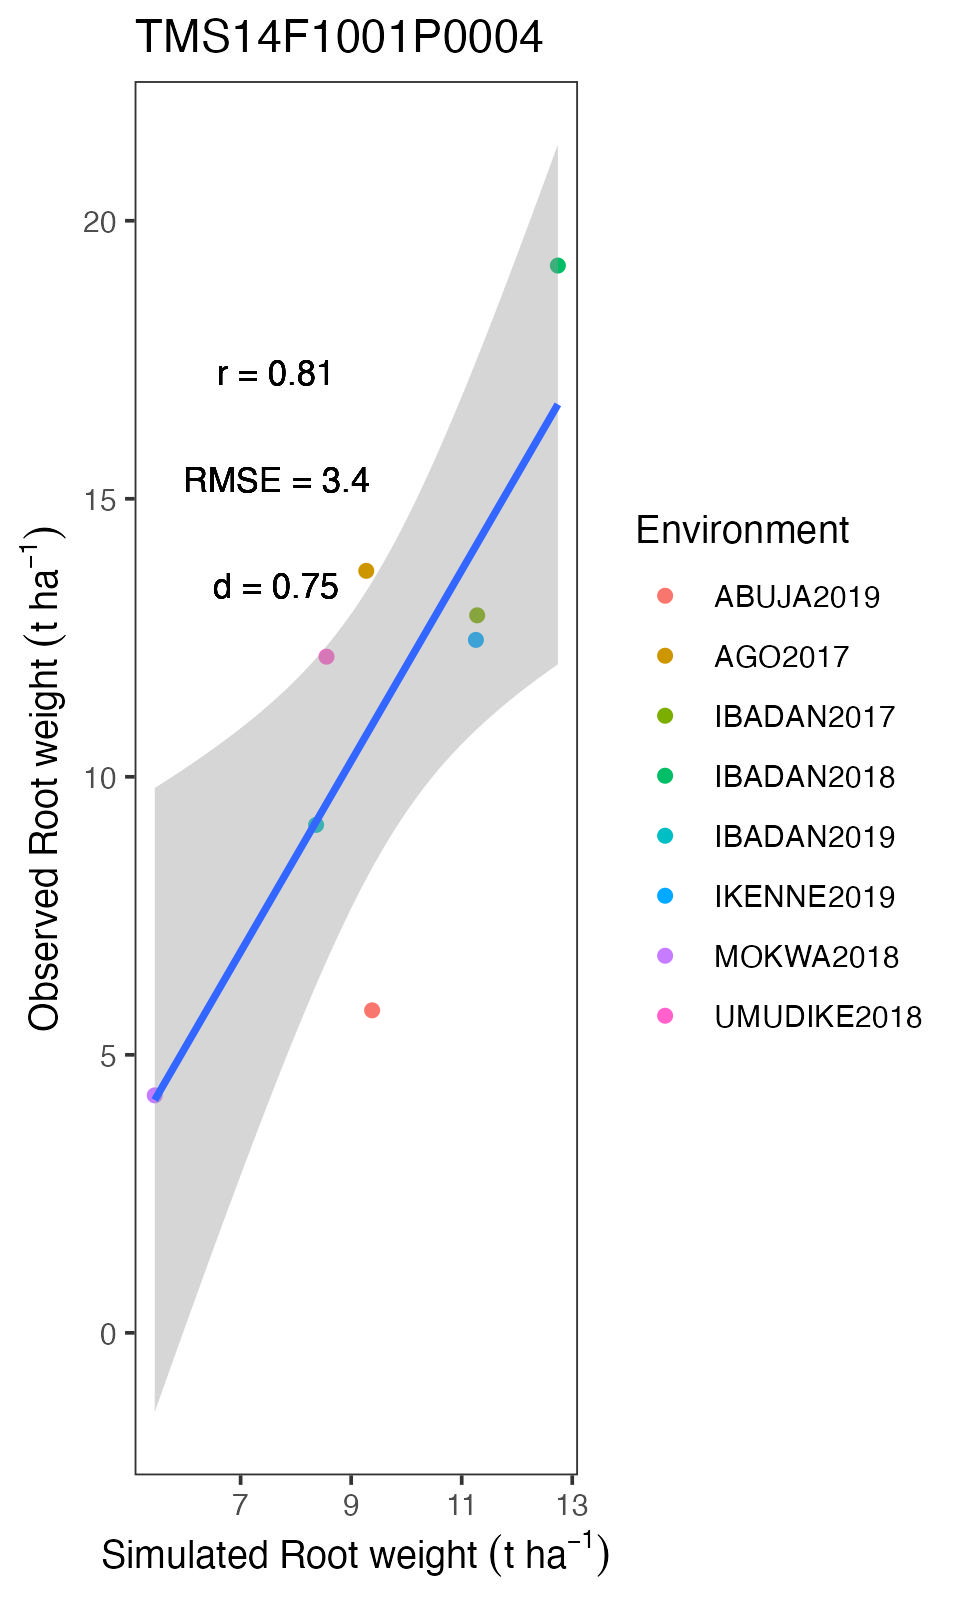 TMS14F1001P0004
Observed Root weight (t ha⁻¹)
20
15
10
5
0
r = 0.81
RMSE = 3.4
d = 0.75
7 9 11 13
Simulated Root weight (t ha⁻¹)
Environment
ABUJA2019
AGO2017
IBADAN2017
IBADAN2018
IBADAN2019
IKENNE2019
MOKWA2018
UMUDIKE2018